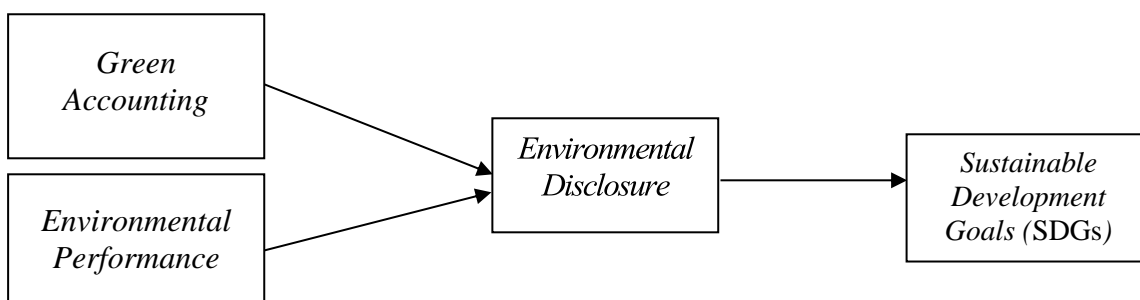 Green
Accounting
Environmental
Performance
Environmental
Disclosure
Sustainable
Development
Goals (SDGs)